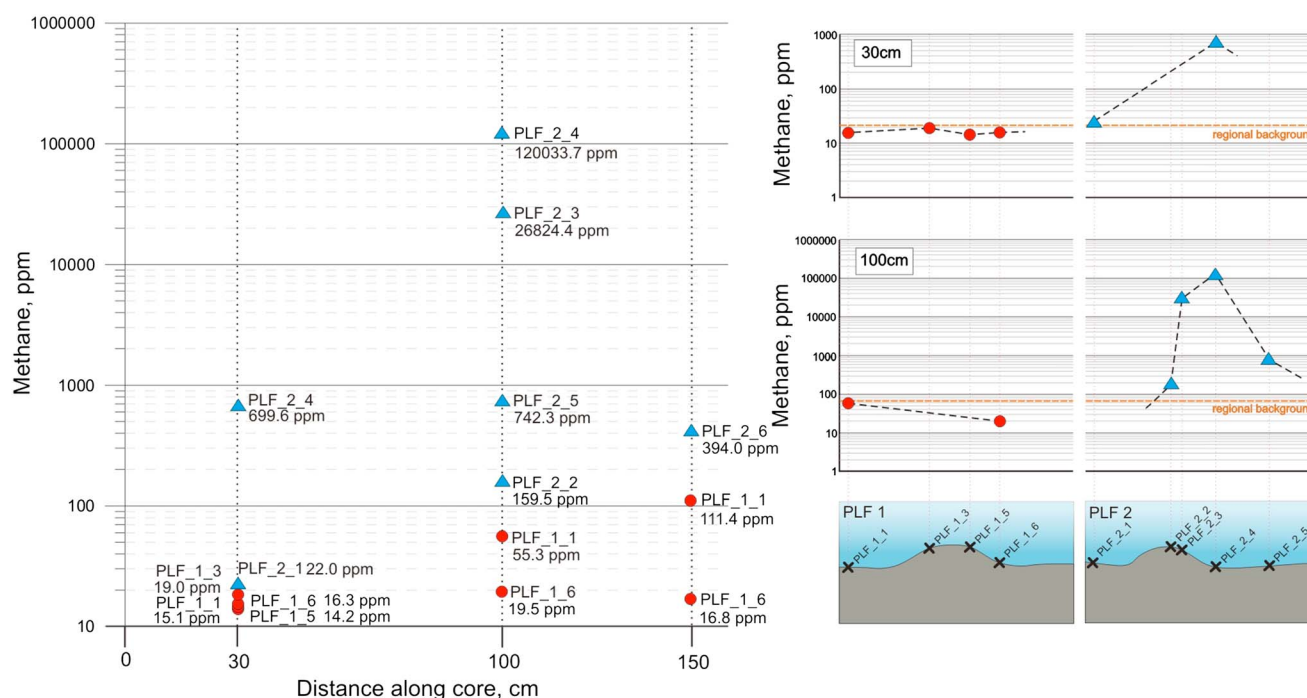 Methane, ppm
1000000
100000
10000
1000
100
10
0
30
100
150
Distance along core, cm
PLF_2_4
699.6 ppm
PLF_1_3
19.0 ppm
PLF_2_1 22.0 ppm
PLF_1_1
15.1 ppm
PLF_1_6 16.3 ppm
PLF_1_5 14.2 ppm
PLF_2_4
120033.7 ppm
PLF_2_3
26824.4 ppm
PLF_2_5
742.3 ppm
PLF_2_2
159.5 ppm
PLF_1_1
55.3 ppm
PLF_1_6
19.5 ppm
PLF_2_6
394.0 ppm
PLF_1_1
111.4 ppm
PLF_1_6
16.8 ppm
Methane, ppm
1000
100
10
1
30cm
regional background
Methane, ppm
1000000
100000
10000
1000
100
10
1
100cm
regional background
PLF 1
PLF_1_1
PLF_1_3
PLF_1_5
PLF_1_6
PLF 2
PLF_2_1
PLF_2_2
PLF_2_3
PLF_2_4
PLF_2_5